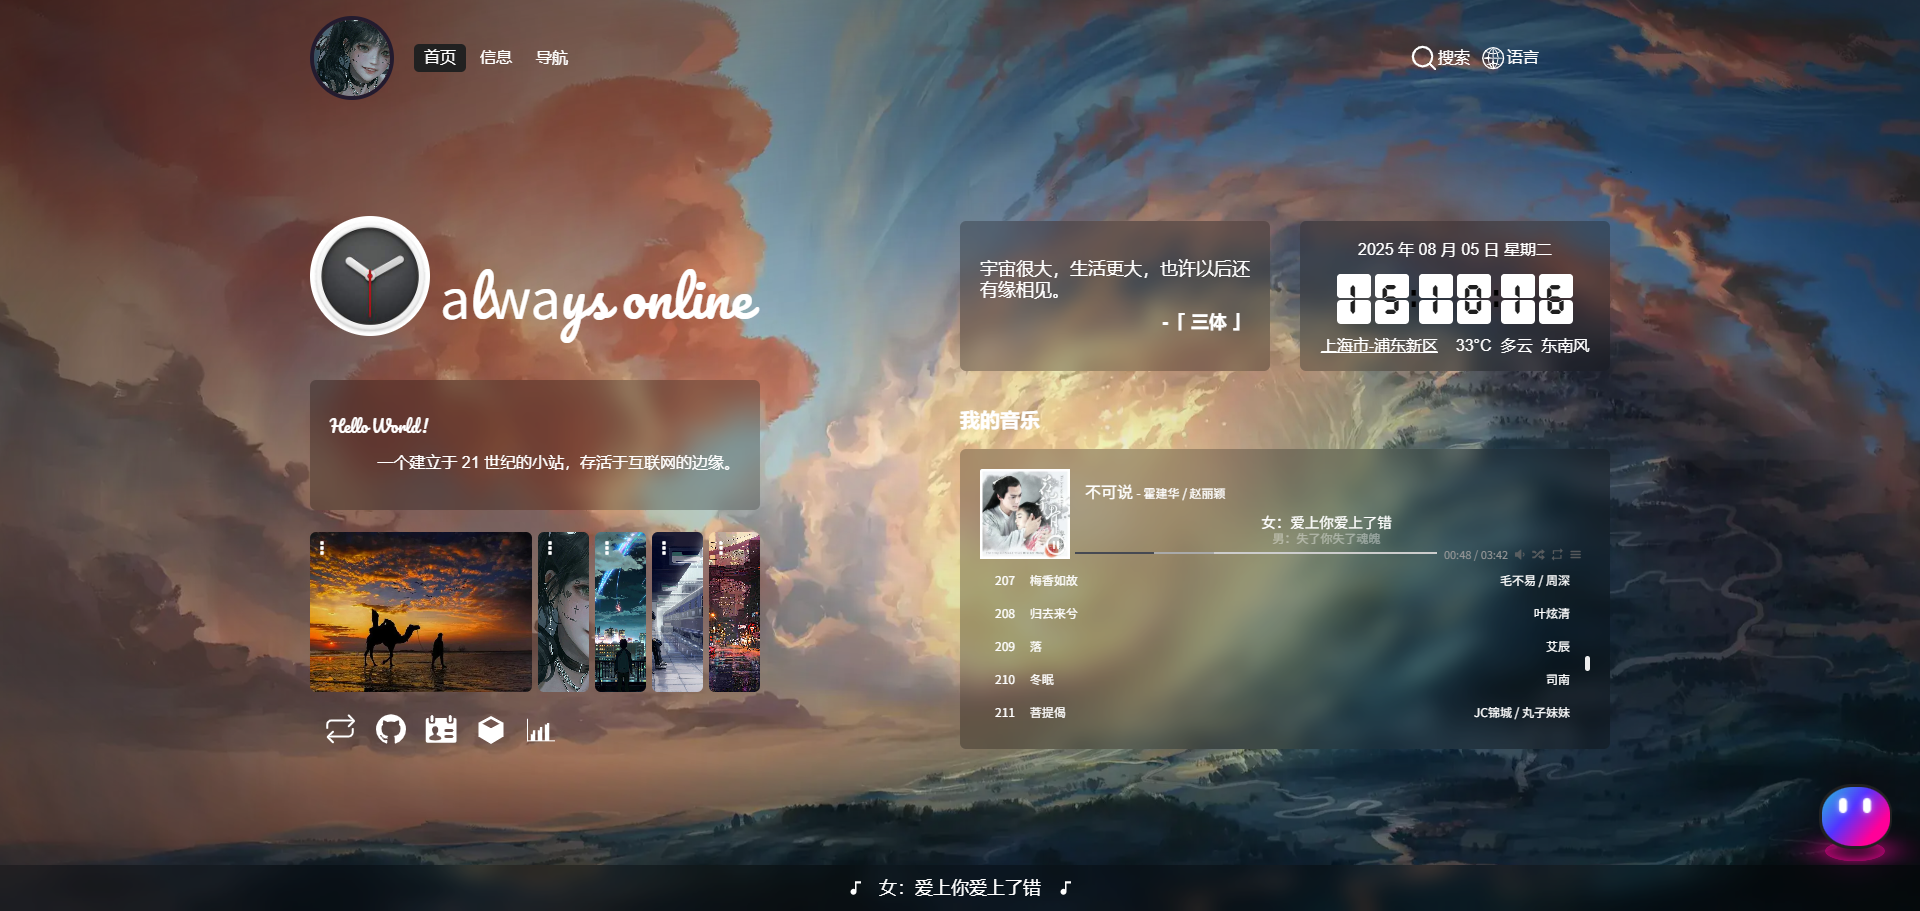 首页 信息 导航
搜索 语言
always online
Hello World!
一个建立于 21 世纪的小站，存活于互联网的边缘。
宇宙很大，生活更大，也许以后还
有缘相见。
-「 三体 」
2025 年 08 月 05 日 星期二
15:10:16
上海市-浦东新区 33°C 多云 东南风
我的音乐
不可说 - 霍建华 / 赵丽颖
女：爱上你爱上了错
男：失了你失了魂魄
00:48 / 03:42
207 梅香如故 毛不易 / 周深
208 归去来兮 叶炫清
209 落 艾辰
210 冬眠 司南
211 菩提偈 JC锦城 / 丸子妹妹
女：爱上你爱上了错